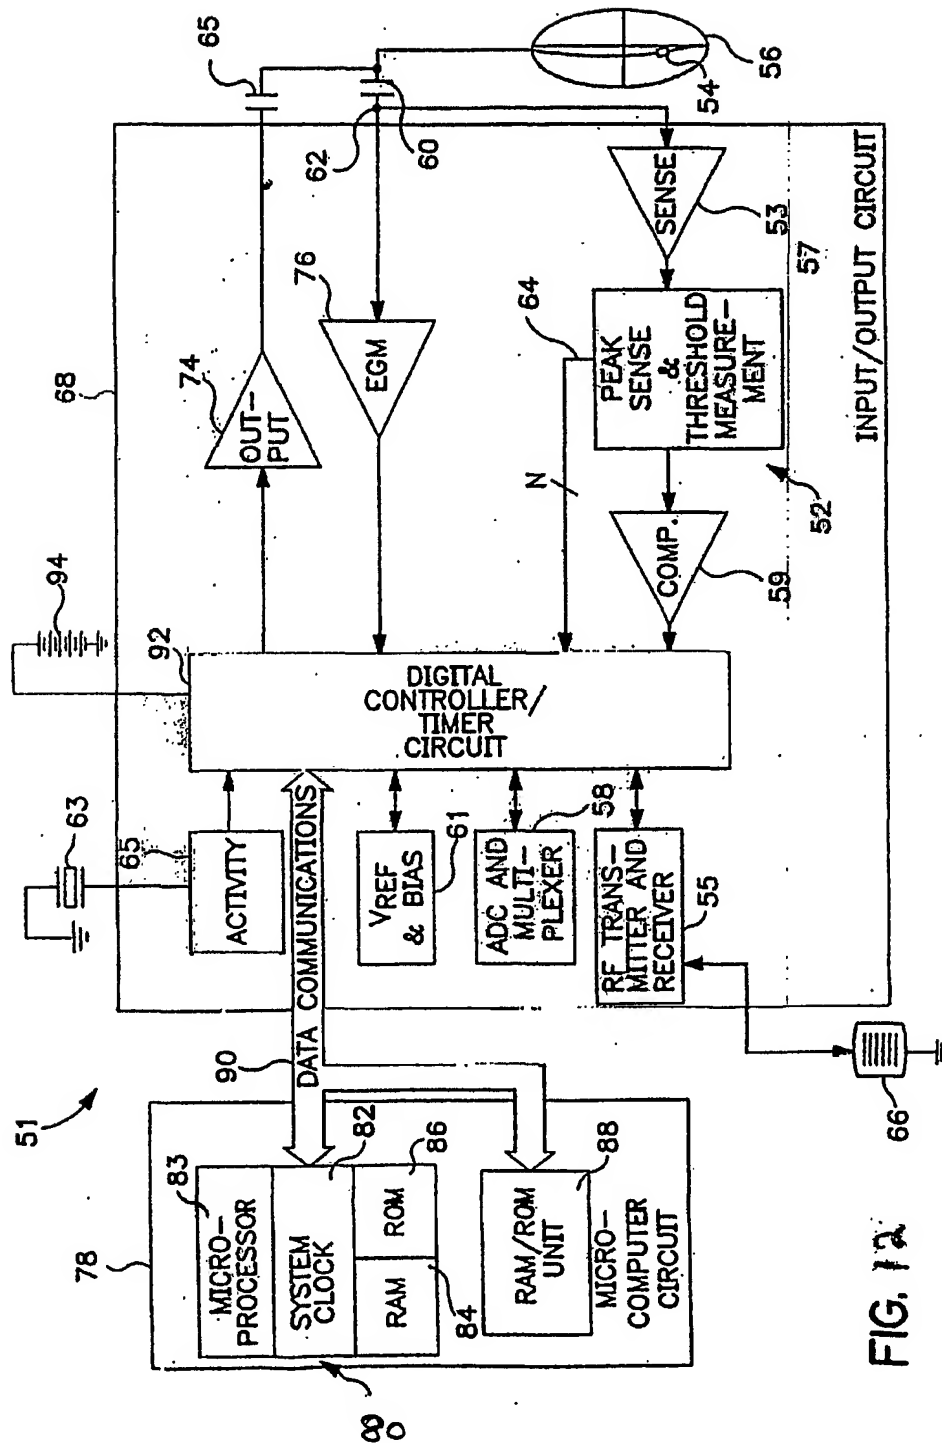 51
78
83
MICRO-
PROCESSOR
SYSTEM
CLOCK
82
RAM
ROM
86
84
80
RAM/ROM
UNIT
88
MICRO-
COMPUTER
CIRCUIT
90
DATA COMMUNICATIONS
63
65
ACTIVITY
VREF
& BIAS
61
ADC AND
MULTI-
PLEXER
58
RF TRANS-
MITTER AND
RECEIVER
55
66
94
92
DIGITAL
CONTROLLER/
TIMER
CIRCUIT
68
74
OUT-
PUT
76
EGM
N
64
COMP.
59
PEAK
SENSE
&
THRESHOLD
MEASURE-
MENT
52
SENSE
53
57
INPUT/OUTPUT CIRCUIT
65
62
60
54
56
FIG. 12